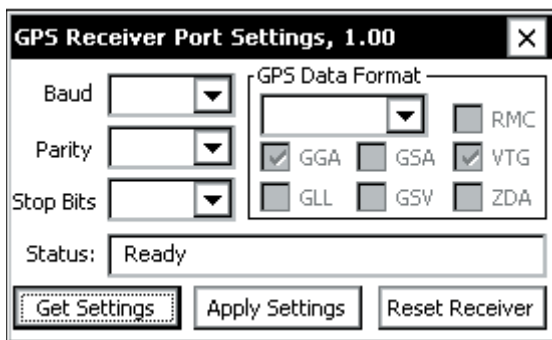 GPS Receiver Port Settings, 1.00
Baud
Parity
Stop Bits
GPS Data Format
RMC
GGA GSA VTG
GLL GSV ZDA
Status: Ready
Get Settings Apply Settings Reset Receiver